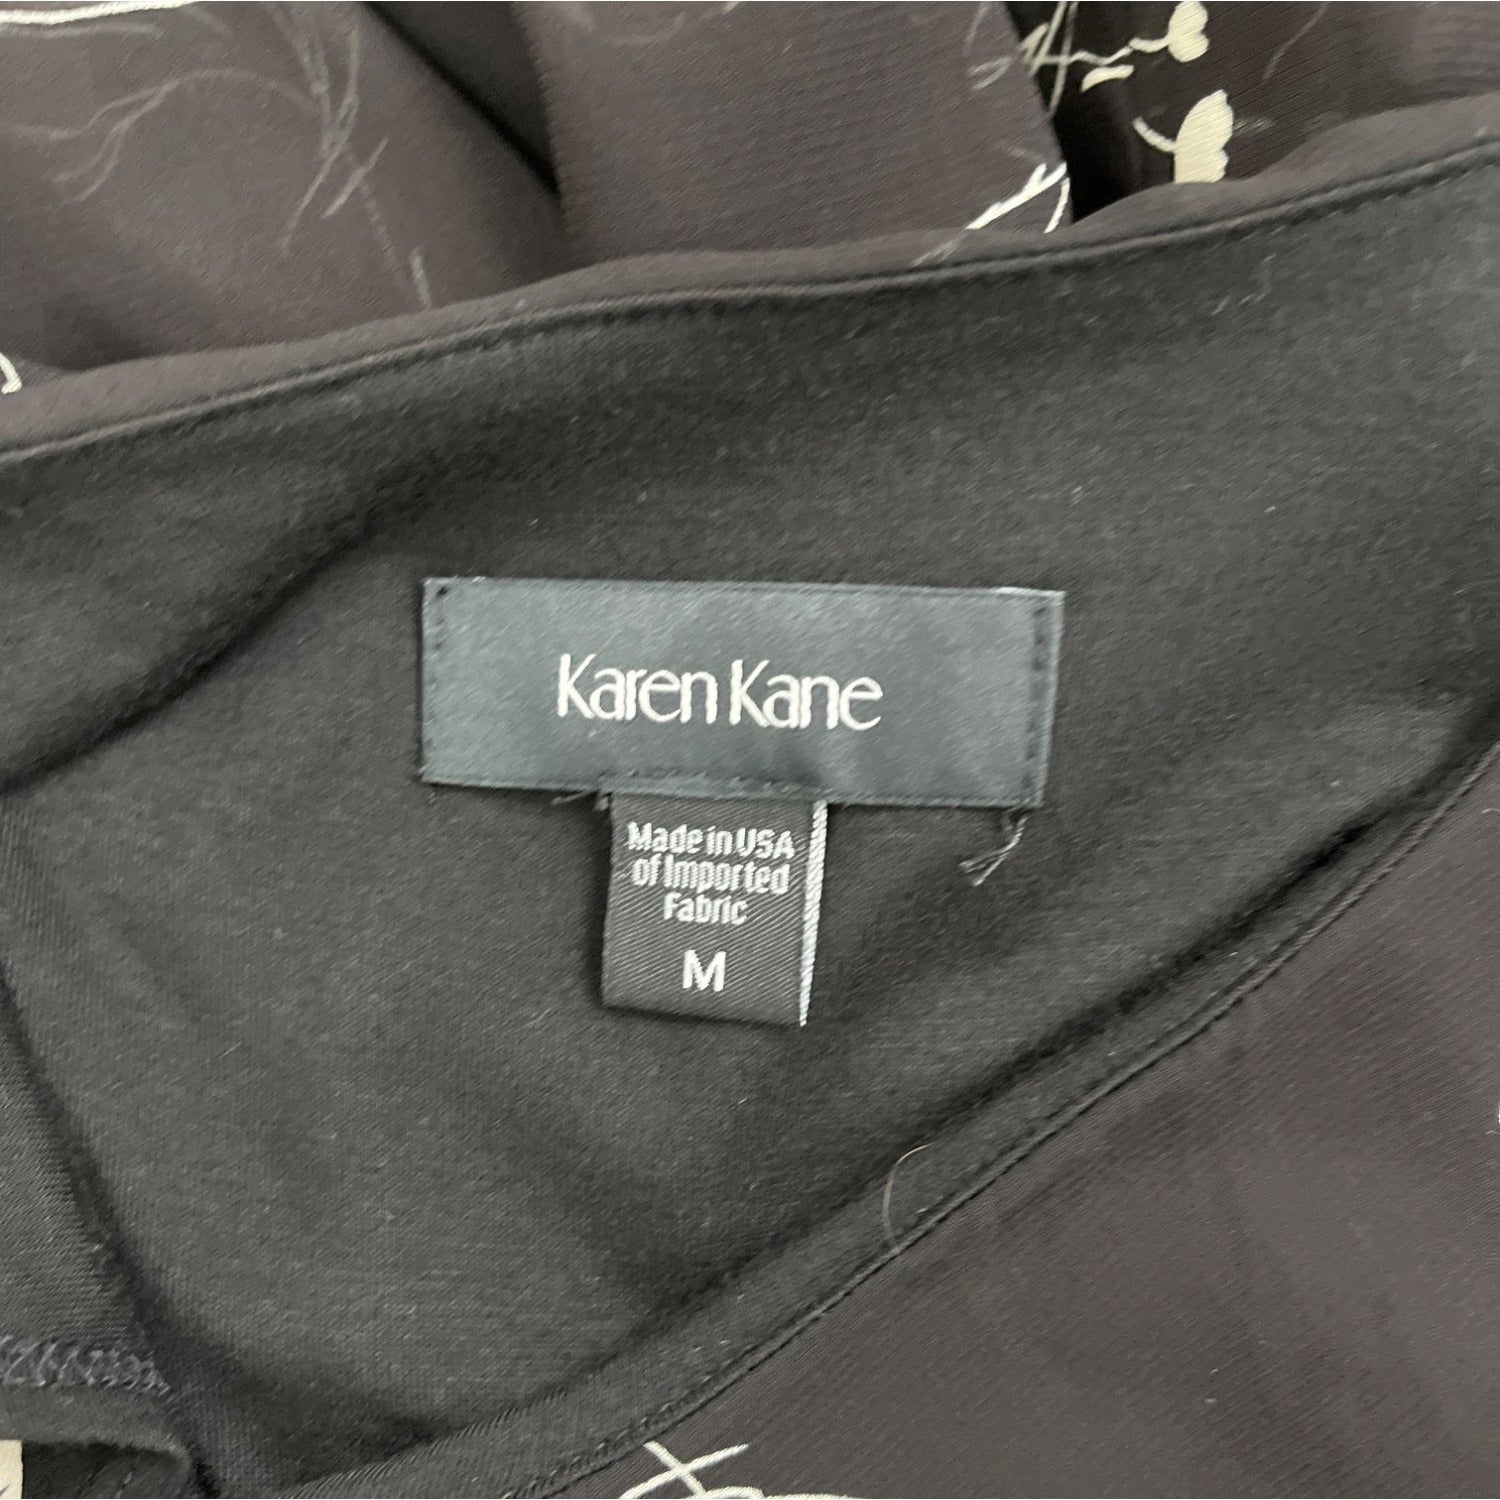 Karen Kane
Made in USA
of Imported
Fabric
M